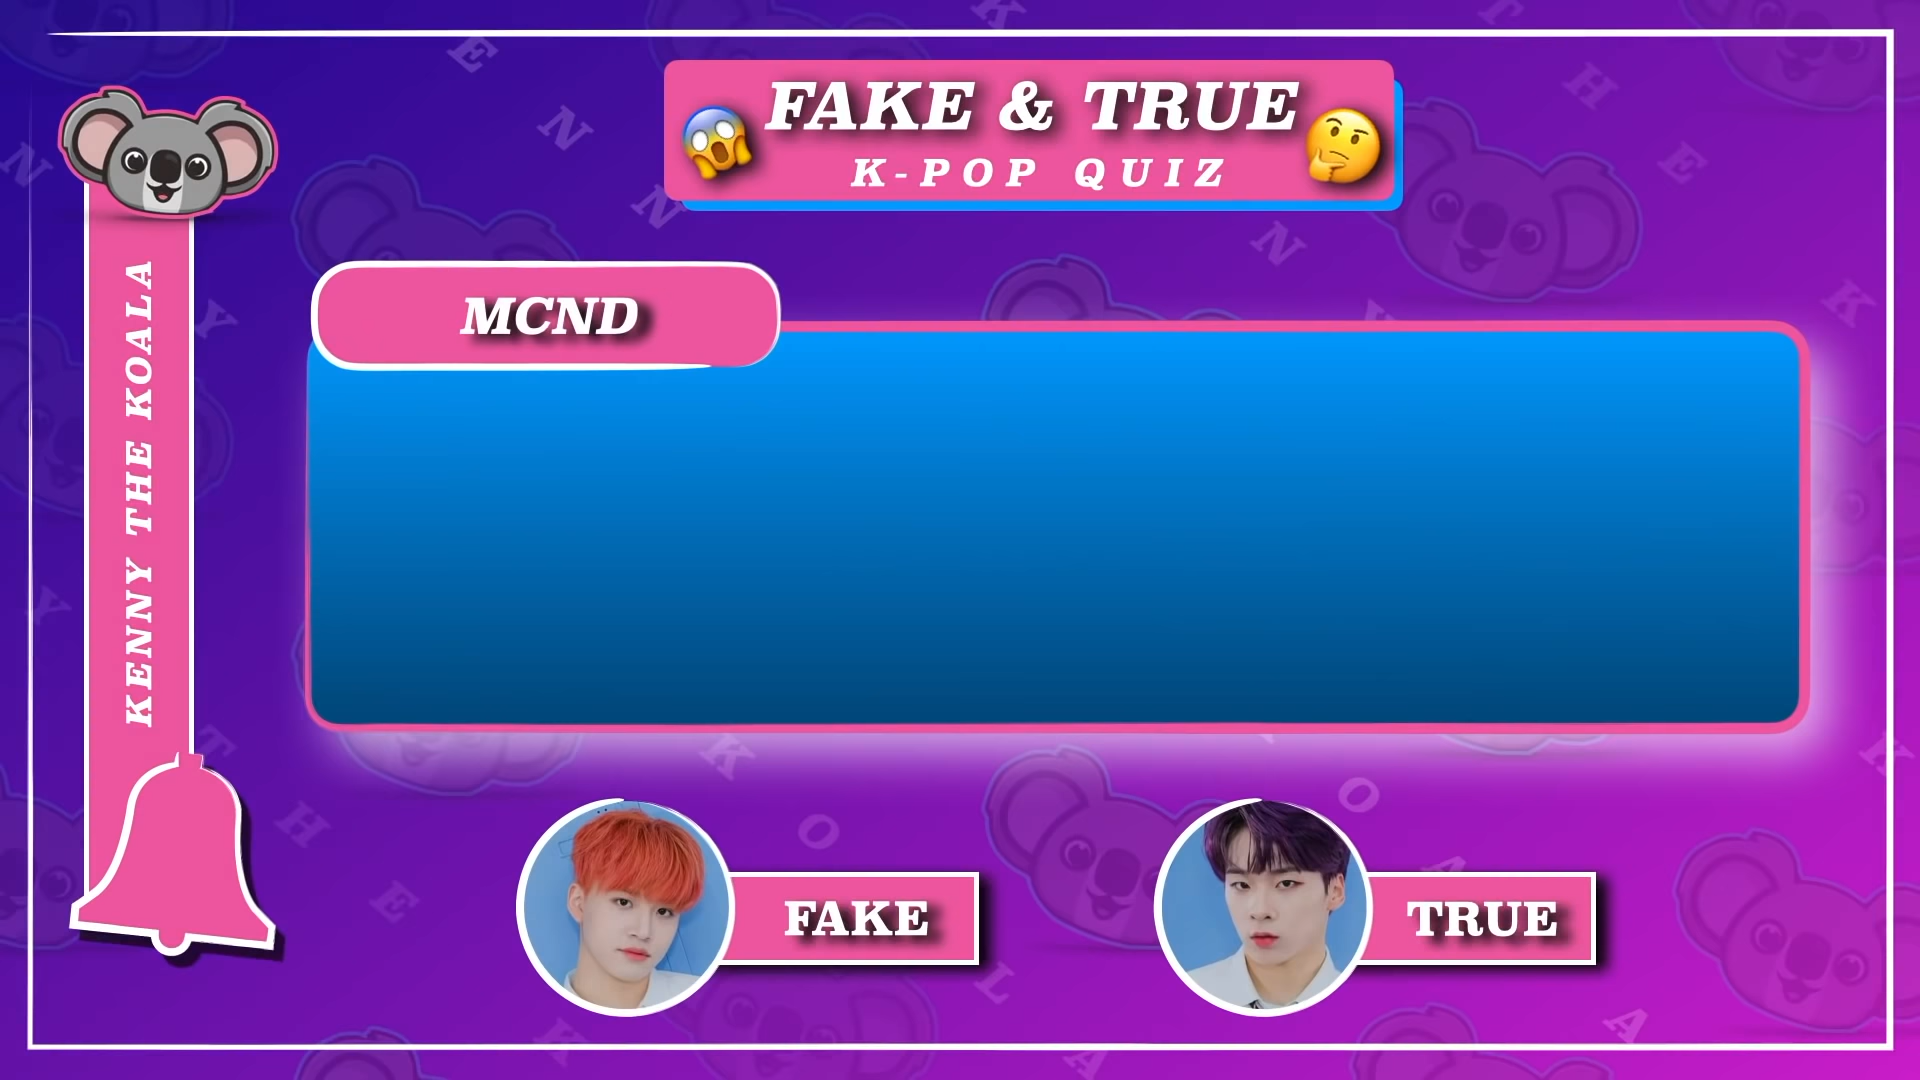 FAKE & TRUE
K-POP QUIZ
MCND
KENNY THE KOALA
FAKE
TRUE